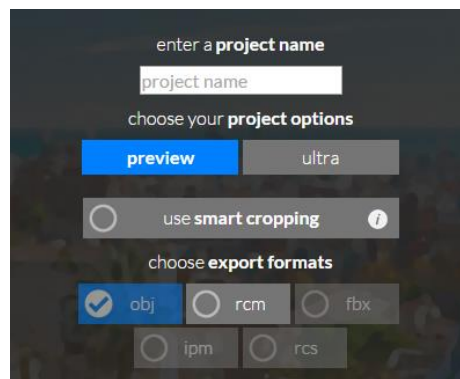 enter a project name
project name
choose your project options
preview ultra
use smart cropping i
choose export formats
obj rcm fbx
ipm rcs